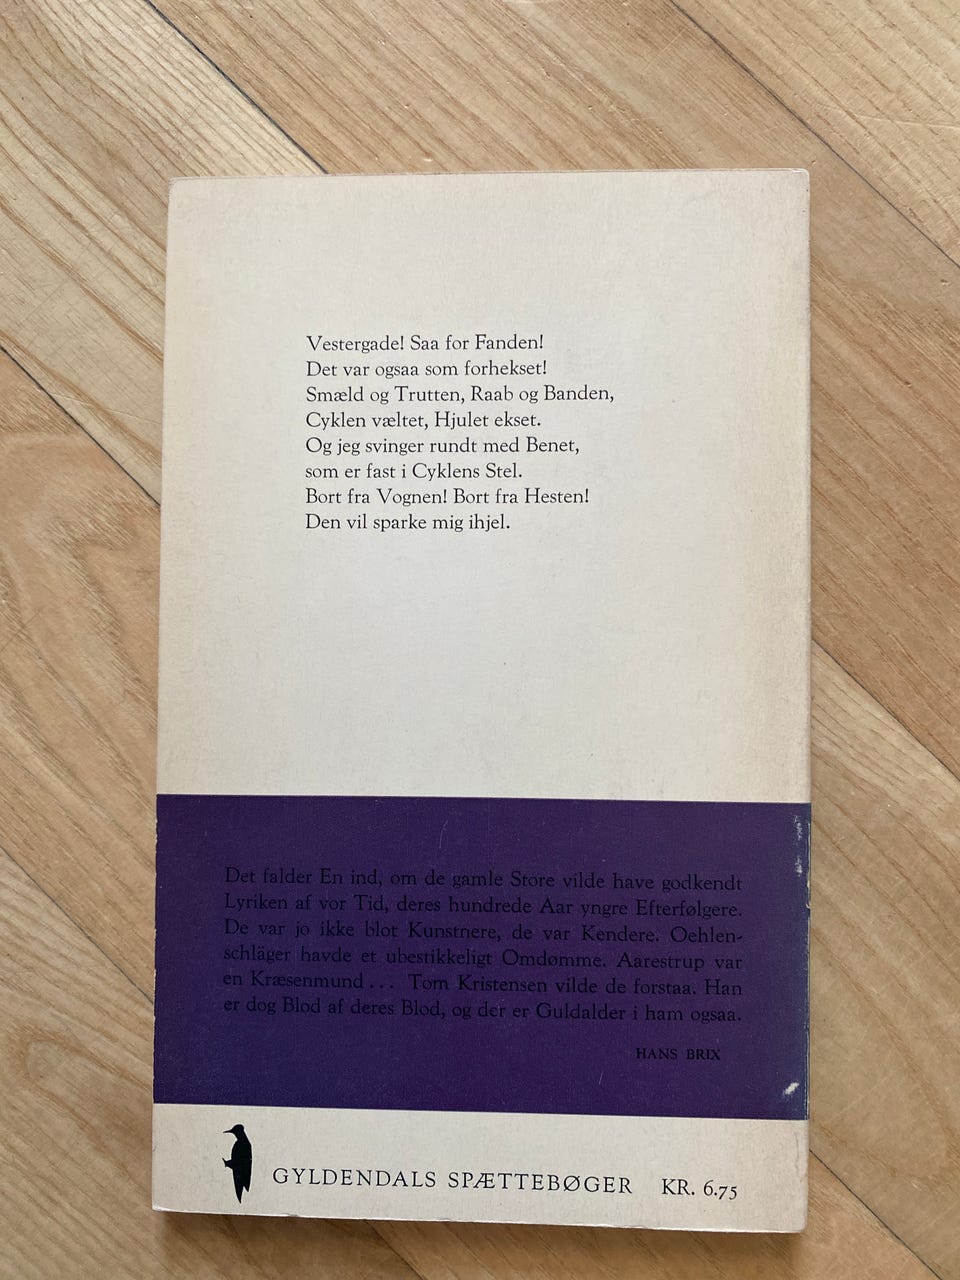 Vestergade! Saa for Fanden!
Det var ogsaa som forhekset!
Smæld og Trutten, Raab og Banden,
Cyklen væltet, Hjulet ekset.
Og jeg svinger rundt med Benet,
som er fast i Cyklens Stel.
Bort fra Vognen! Bort fra Hesten!
Den vil sparke mig ihjel.
Det falder En ind, om de gamle Store vilde have godkendt
Lyriken af vor Tid, deres hundrede Aar yngre Efterfølgere.
De var jo ikke blot Kunstnere, de var Kendere. Oehlen-
schläger havde et ubestikkeligt Omdømme. Aarestrup var
en Kræsenmund ... Tom Kristensen vilde de forstaa. Han
er dog Blod af deres Blod, og der er Guldalder i ham ogsaa.
HANS BRIX
GYLDENDALS SPÆTTEBØGER KR. 6.75